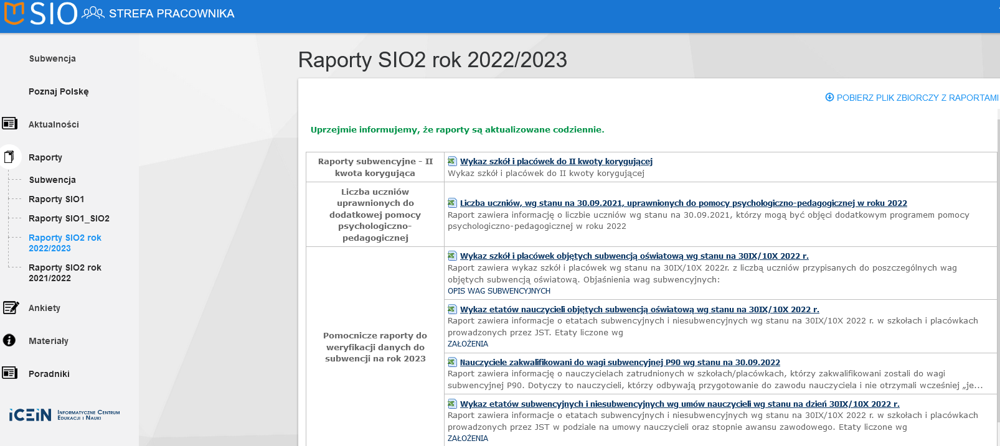 SIO STREFA PRACOWNIKA
Subwencja
Poznaj Polskę
Aktualności
Raporty
Subwencja
Raporty SIO1
Raporty SIO1_SIO2
Raporty SIO2 rok
2022/2023
Raporty SIO2 rok
2021/2022
Ankiety
Materiały
Poradniki
ICEIN INFORMATYCZNE CENTRUM
EDUKACJI I NAUKI
Raporty SIO2 rok 2022/2023
POBIERZ PLIK ZBIORCZY Z RAPORTAMI
Uprzejmie informujemy, że raporty są aktualizowane codziennie.
Raporty subwencyjne - II
kwota korygująca
Wykaz szkół i placówek do II kwoty korygującej
Wykaz szkół i placówek do II kwoty korygującej
Liczba uczniów
uprawnionych do
dodatkowej pomocy
psychologiczno-
pedagogicznej
Liczba uczniów, wg stanu na 30.09.2021, uprawnionych do pomocy psychologiczno-pedagogicznej w roku 2022
Raport zawiera informację o liczbie uczniów wg stanu na 30.09.2021, którzy mogą być objęci dodatkowym programem pomocy
psychologiczno-pedagogicznej w roku 2022
Pomocnicze raporty do
weryfikacji danych do
subwencji na rok 2023
Wykaz szkół i placówek objętych subwencją oświatową wg stanu na 30IX/10X 2022 r.
Raport zawiera wykaz szkół i placówek wg stanu na 30IX/10X 2022r. z liczbą uczniów przypisanych do poszczególnych wag
objętych subwencją oświatową. Objaśnienia wag subwencyjnych:
OPIS WAG SUBWENCYJNYCH
Wykaz etatów nauczycieli objętych subwencją oświatową wg stanu na 30IX/10X 2022 r.
Raport zawiera informacje o etatach subwencyjnych i niesubwencyjnych wg stanu na 30IX/10X 2022 r. w szkołach i placówkach
prowadzonych przez JST. Etaty liczone wg
ZAŁOŻENIA
Nauczyciele zakwalifikowani do wagi subwencyjnej P90 wg stanu na 30.09.2022
Raport zawiera informację o nauczycielach zatrudnionych w szkołach/placówkach, którzy zakwalifikowani zostali do wagi
subwencyjnej P90. Dotyczy to nauczycieli, którzy odbywają przygotowanie do zawodu nauczyciela i nie otrzymali wcześniej „je...
Wykaz etatów subwencyjnych i niesubwencyjnych wg umów nauczycieli wg stanu na dzień 30IX/10X 2022 r.
Raport zawiera informacje o etatach subwencyjnych i niesubwencyjnych wg stanu na 30IX/10X 2022 r. w szkołach i placówkach
prowadzonych przez JST w podziale na umowy nauczycieli oraz stopnie awansu zawodowego. Etaty liczone wg
ZAŁOŻENIA